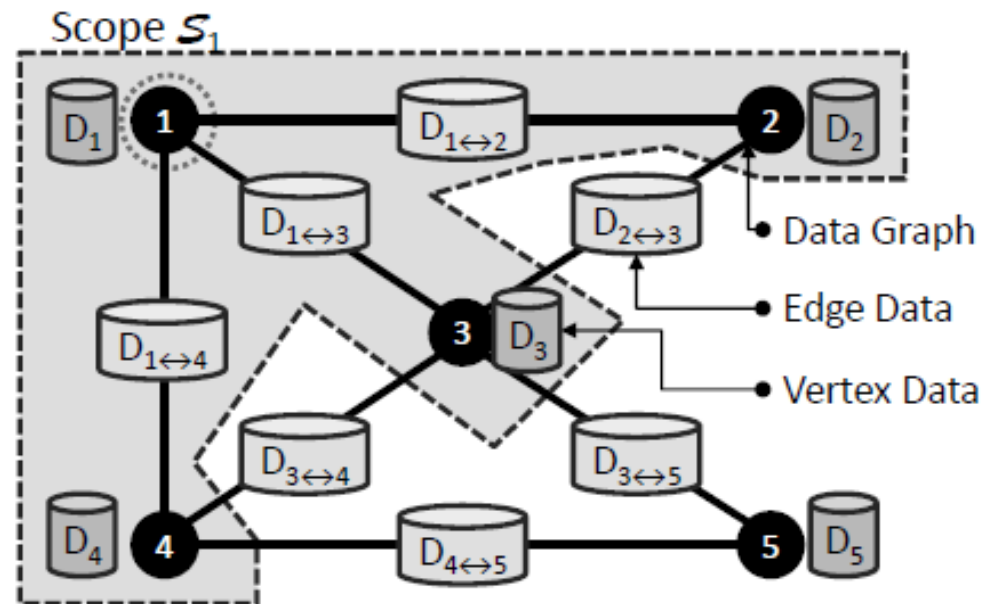 Scope 𝓢₁
D₁
1
D₁↔₂
2
D₂
D₁↔₃
D₂↔₃
Data Graph
Edge Data
D₁↔₄
3
D₃
Vertex Data
D₃↔₄
D₃↔₅
D₄
4
D₄↔₅
5
D₅